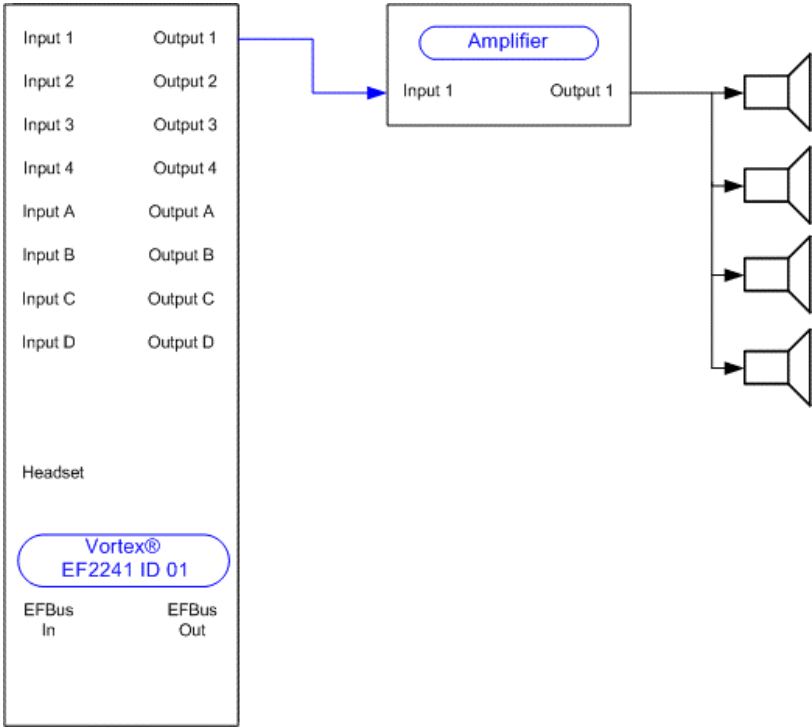 Input 1 Output 1
Input 2 Output 2
Input 3 Output 3
Input 4 Output 4
Input A Output A
Input B Output B
Input C Output C
Input D Output D
Headset
Vortex®
EF2241 ID 01
EFBus EFBus
In Out
Amplifier
Input 1 Output 1